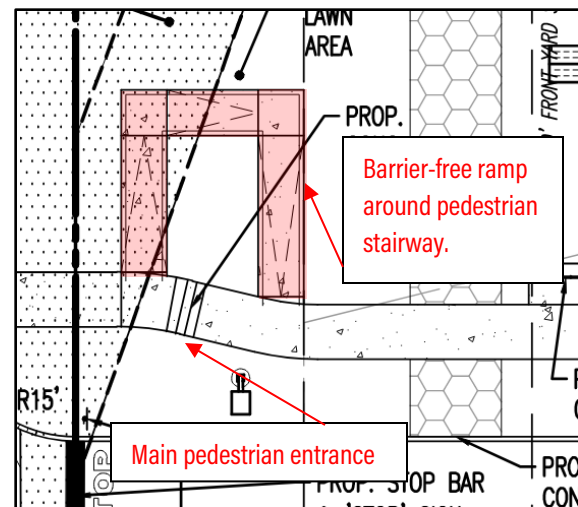 LAWN
AREA
' FRONT YARD
PROP.
Barrier-free ramp
around pedestrian
stairway.
R15'
Main pedestrian entrance
TOP
PROP. STOP BAR
PRO
CON